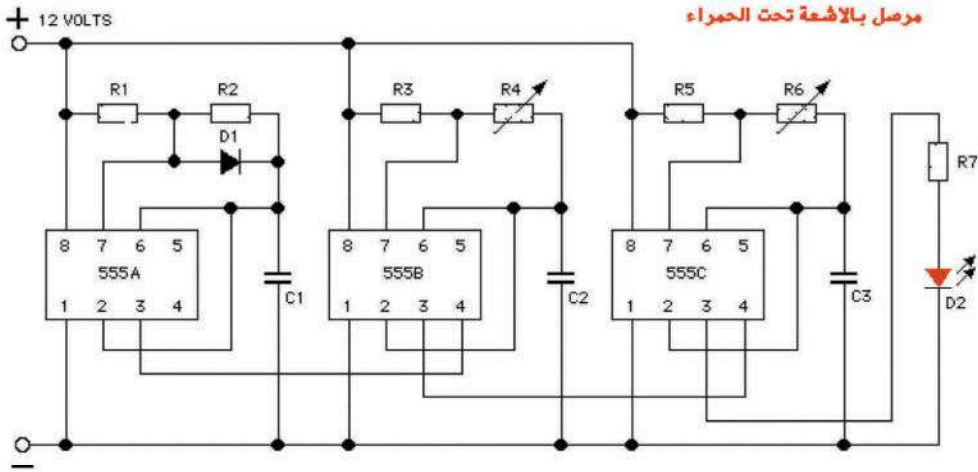 مرصل بالاشعة تحت الحمراء
+ 12 VOLTS
R1 R2 R3 R4 R5 R6
D1
R7
8 7 6 5 8 7 6 5 8 7 6 5
555A 555B 555C
C1 C2 C3
1 2 3 4 1 2 3 4 1 2 3 4
D2
–